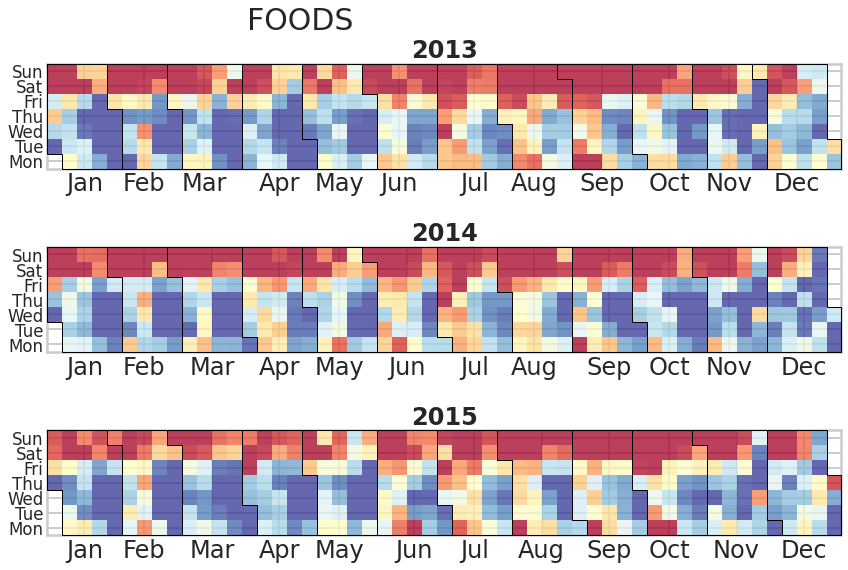 FOODS
2013
Sun
Sat
Fri
Thu
Wed
Tue
Mon
Jan Feb Mar Apr May Jun Jul Aug Sep Oct Nov Dec
2014
Sun
Sat
Fri
Thu
Wed
Tue
Mon
Jan Feb Mar Apr May Jun Jul Aug Sep Oct Nov Dec
2015
Sun
Sat
Fri
Thu
Wed
Tue
Mon
Jan Feb Mar Apr May Jun Jul Aug Sep Oct Nov Dec